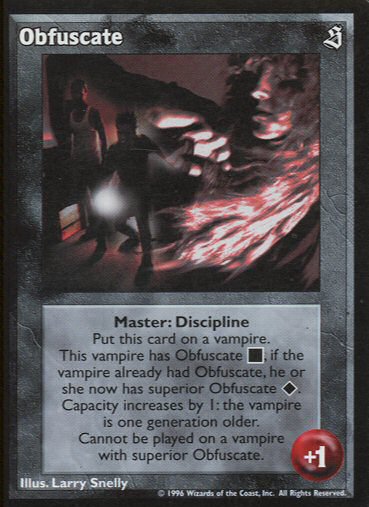 Obfuscate
Master: Discipline
Put this card on a vampire.
This vampire has Obfuscate ■, if the
vampire already had Obfuscate, he or
she now has superior Obfuscate ◆.
Capacity increases by 1: the vampire
is one generation older.
Cannot be played on a vampire
with superior Obfuscate.
+1
Illus. Larry Snelly
© 1996 Wizards of the Coast, Inc. All Rights Reserved.